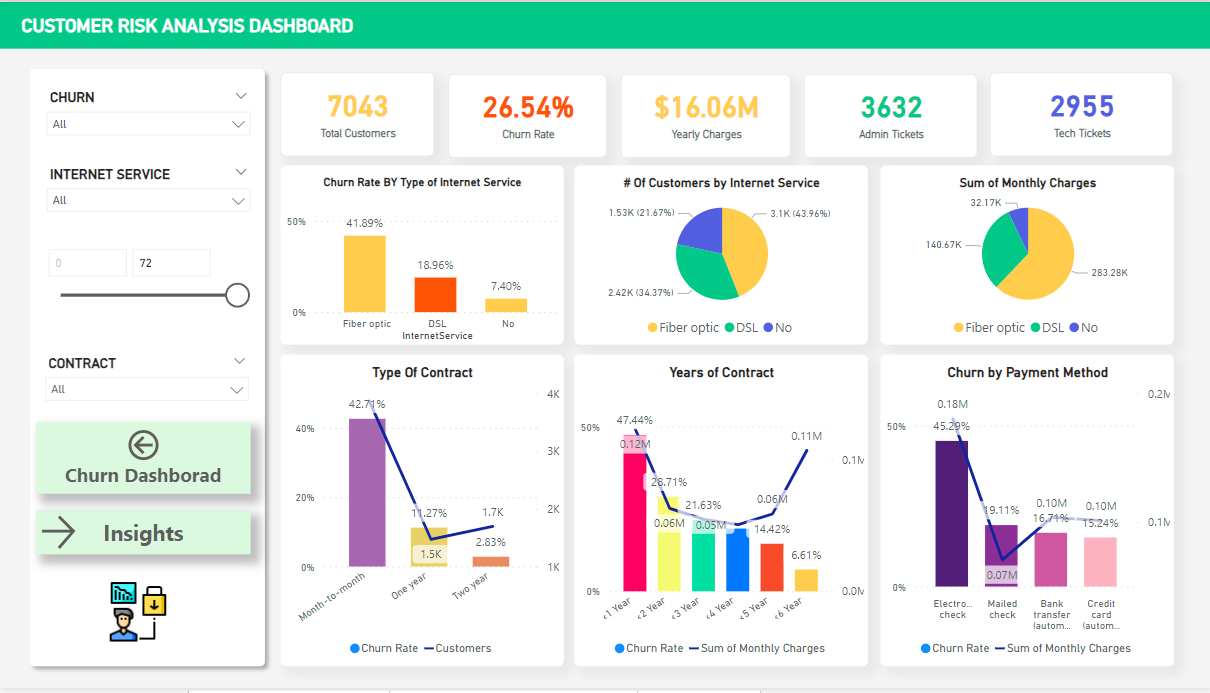 CUSTOMER RISK ANALYSIS DASHBOARD
CHURN
All
INTERNET SERVICE
All
0
72
CONTRACT
All
Churn Dashborad
Insights
7043
Total Customers
26.54%
Churn Rate
$16.06M
Yearly Charges
3632
Admin Tickets
2955
Tech Tickets
Churn Rate BY Type of Internet Service
50%
0%
41.89%
18.96%
7.40%
Fiber optic
DSL
No
InternetService
# Of Customers by Internet Service
1.53K (21.67%)
3.1K (43.96%)
2.42K (34.37%)
Fiber optic DSL No
Sum of Monthly Charges
32.17K
140.67K
283.28K
Fiber optic DSL No
Type Of Contract
40%
20%
0%
4K
3K
2K
1K
42.71%
11.27%
1.5K
1.7K
2.83%
Month-to-month
One year
Two year
Churn Rate Customers
Years of Contract
50%
0%
0.1M
0.0M
47.44%
0.12M
28.71%
0.06M
21.63%
0.05M
0.06M
14.42%
0.11M
6.61%
<1 Year
<2 Year
<3 Year
<4 Year
<5 Year
<6 Year
Churn Rate Sum of Monthly Charges
Churn by Payment Method
50%
0%
0.2M
0.1M
0.18M
45.29%
19.11%
0.07M
0.10M
16.71%
0.10M
15.24%
Electro...
check
Mailed
check
Bank
transfer
(autom...
Credit
card
(autom...
Churn Rate Sum of Monthly Charges